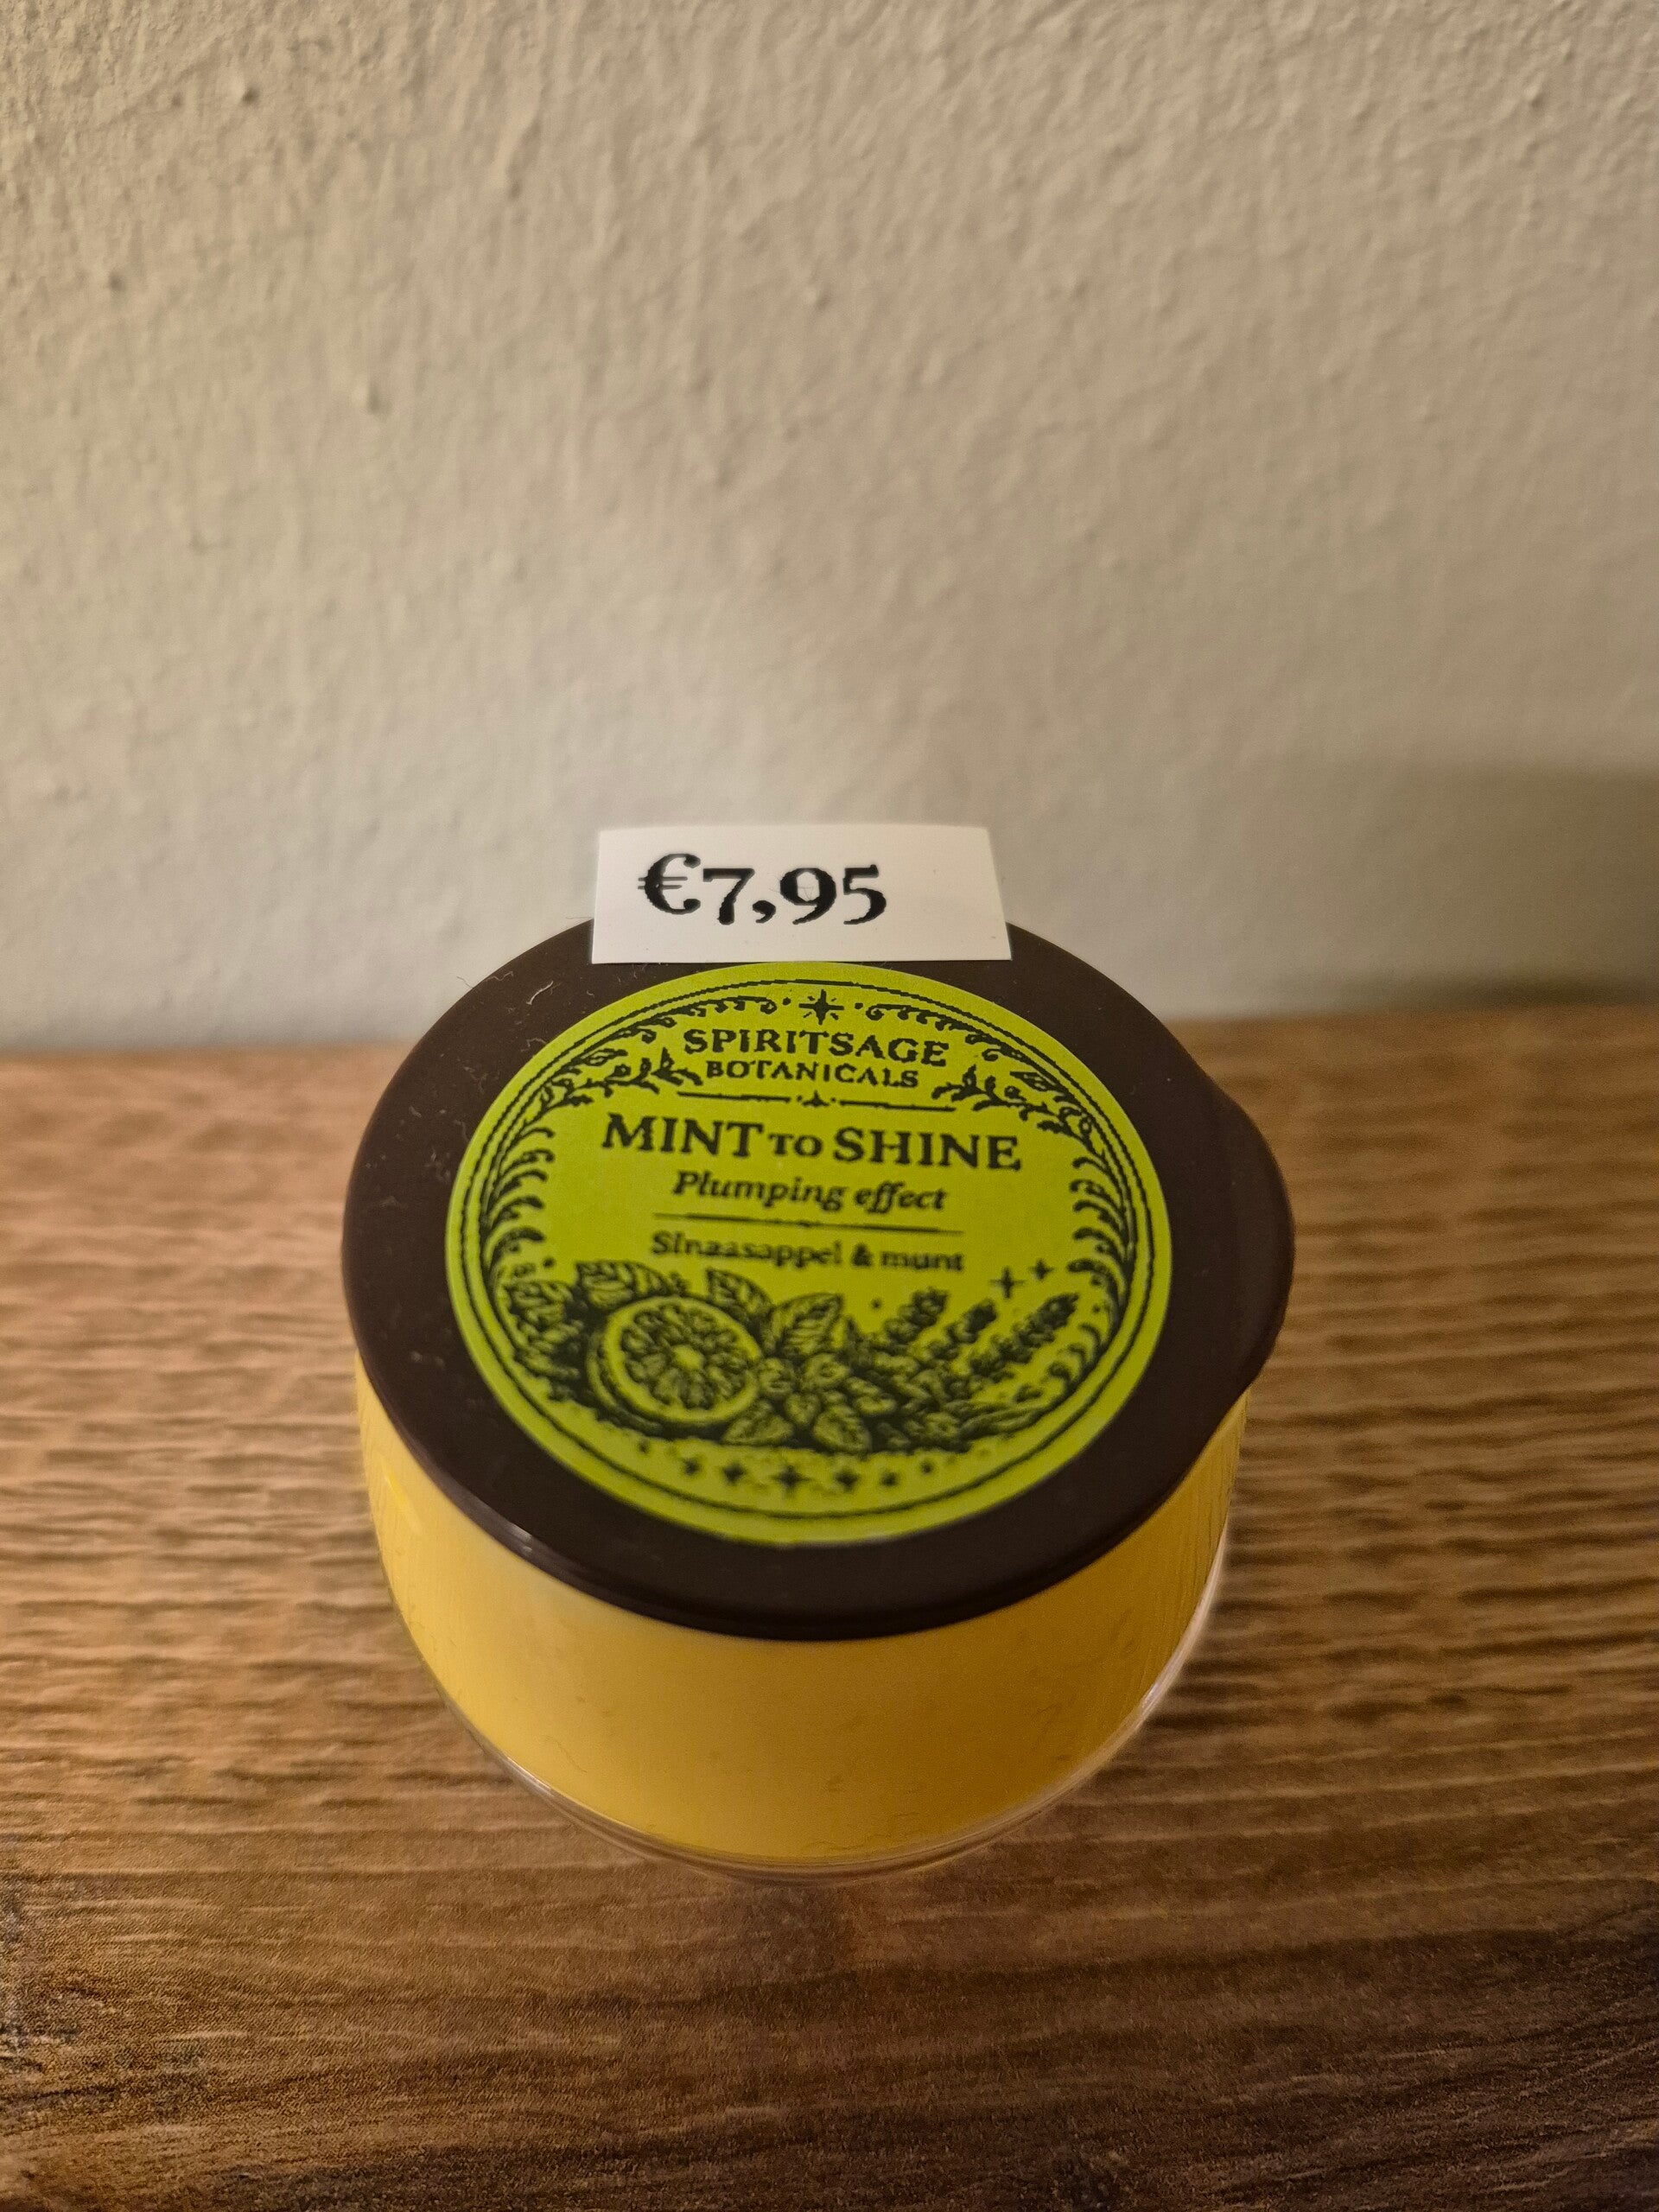 €7,95
SPIRITSAGE
BOTANICALS
MINT TO SHINE
Plumping effect
Sinaasappel & munt